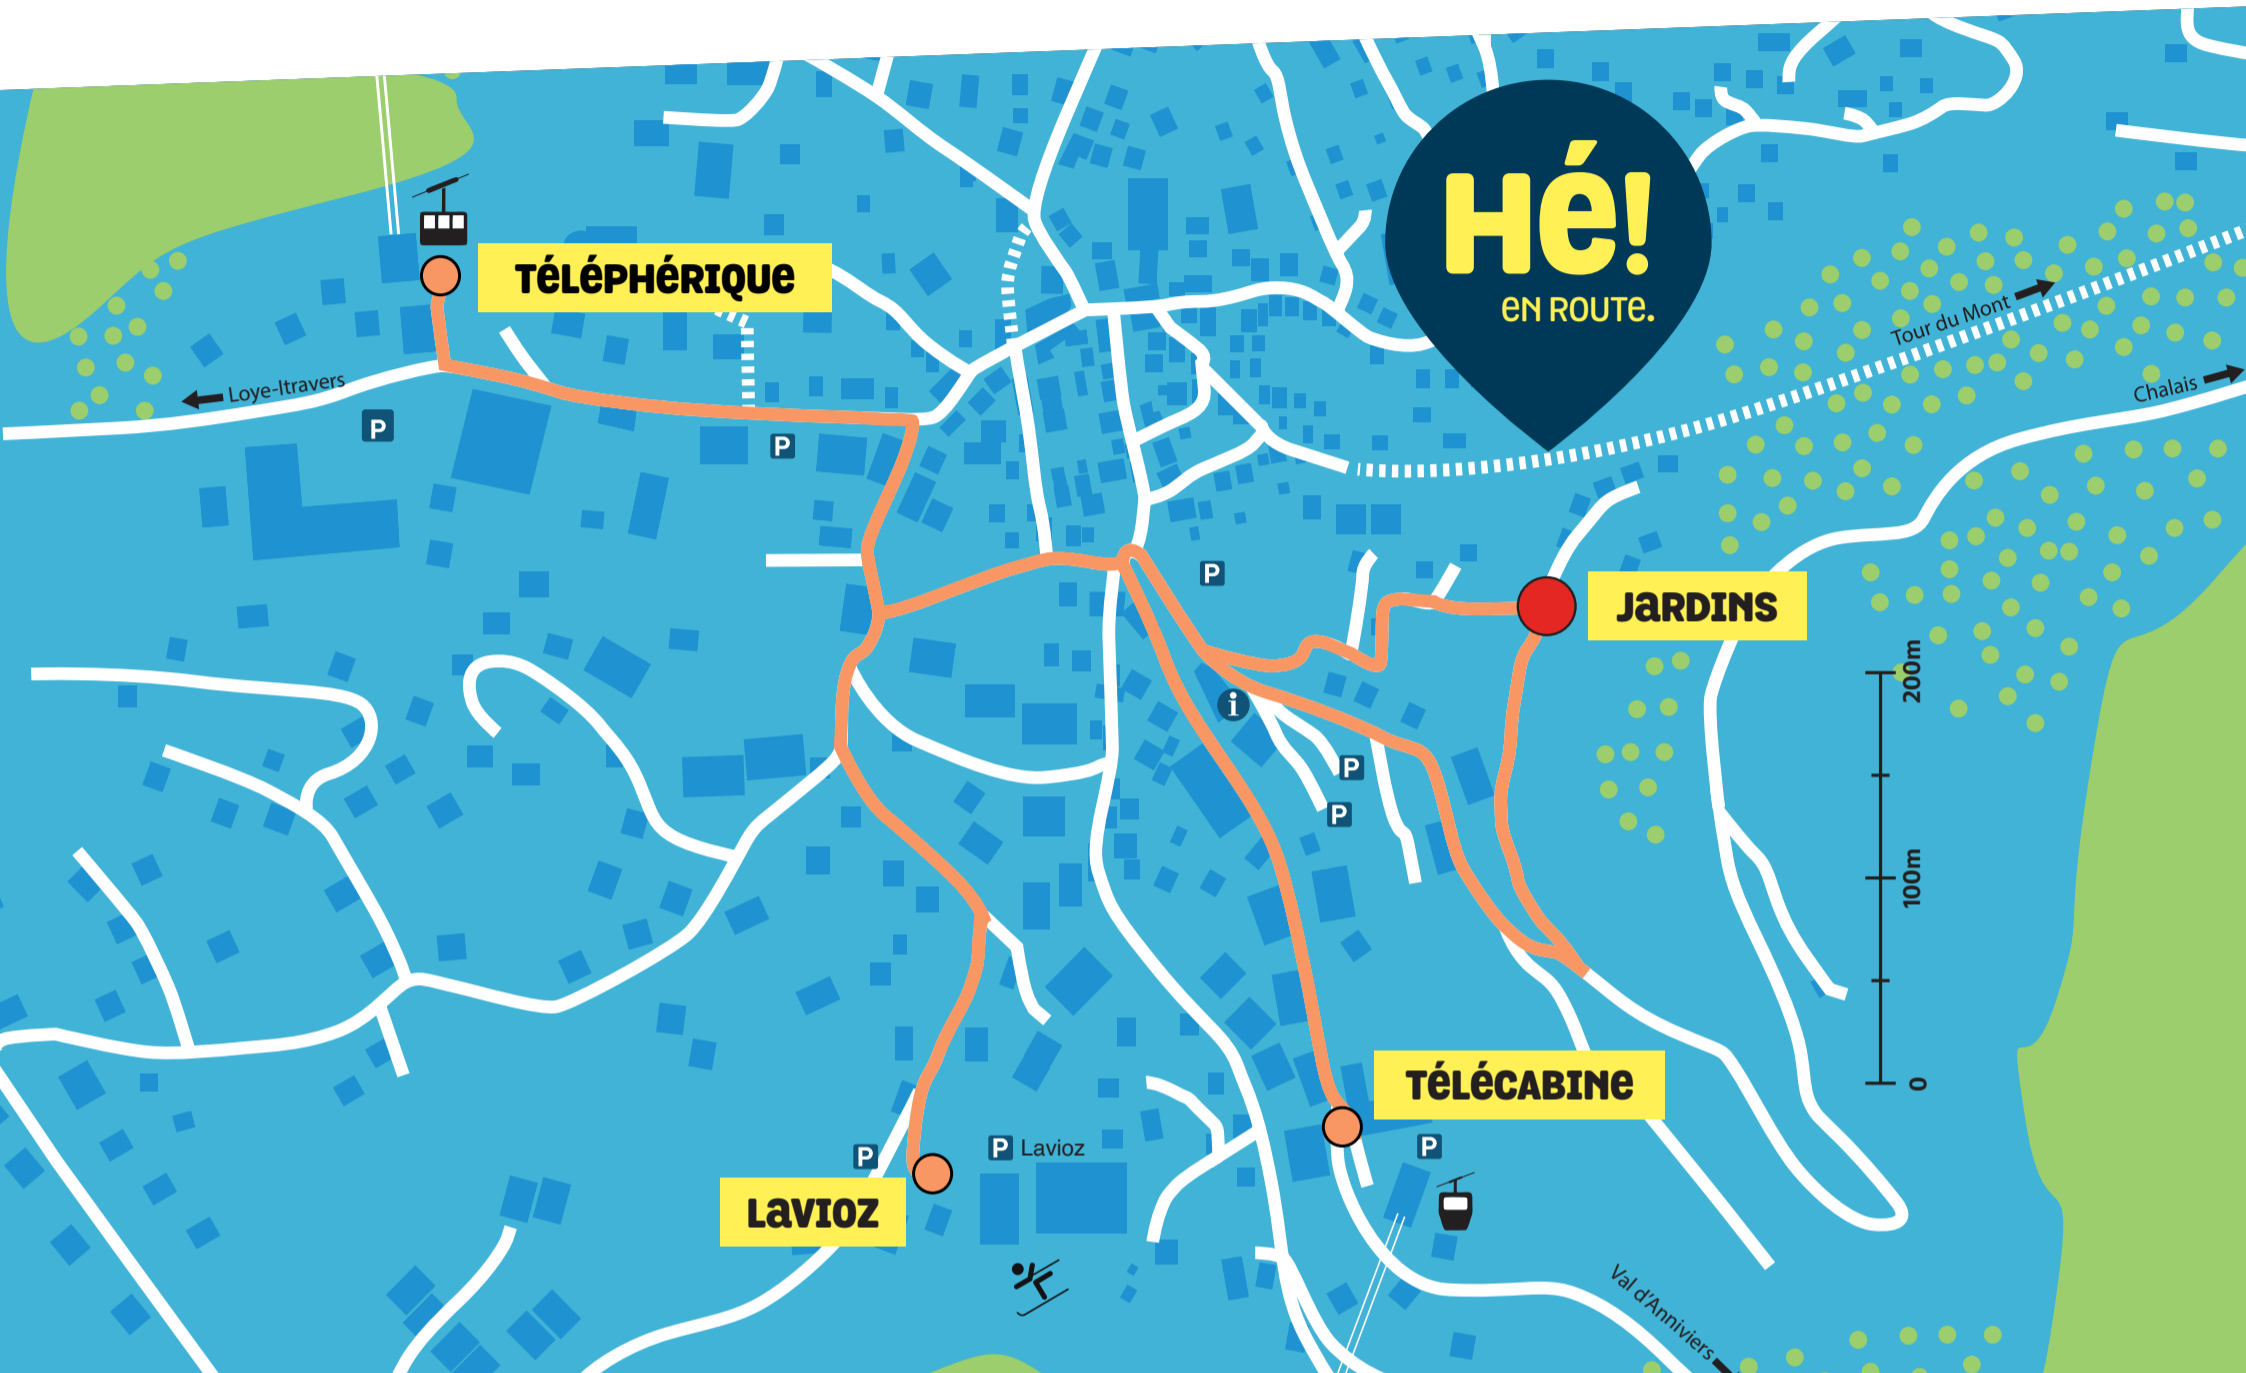 Hé!
EN ROUTE.
TÉLÉPHÉRIQUE
Tour du Mont
Loye-Itravers
Chalais
P
P
P
JARDINS
200m
i
P
P
100m
TÉLÉCABINE
0
P
P Lavioz
P
LAVIOZ
Val d'Anniviers